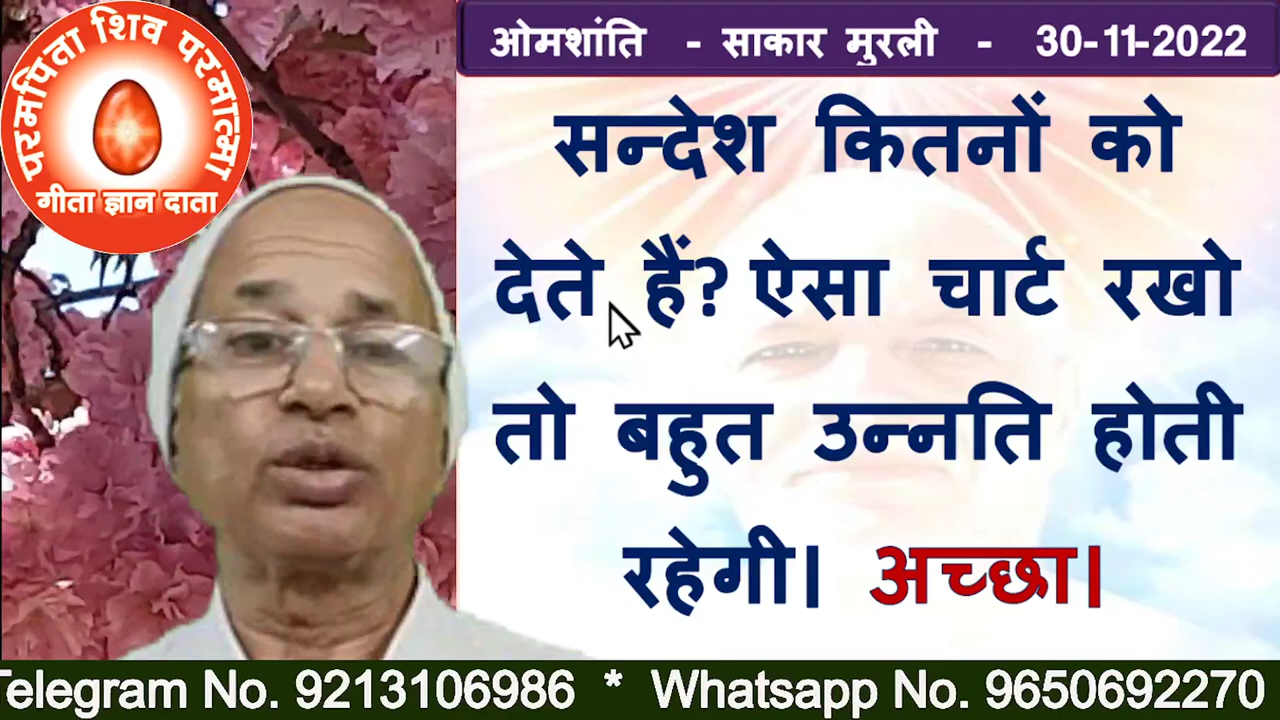 परमपिता शिव परमात्मा
गीता ज्ञान दाता
ओमशांति - साकार मुरली - 30-11-2022
सन्देश कितनों को
देते हैं? ऐसा चार्ट रखो
तो बहुत उन्नति होती
रहेगी। अच्छा।
Telegram No. 9213106986 * Whatsapp No. 9650692270